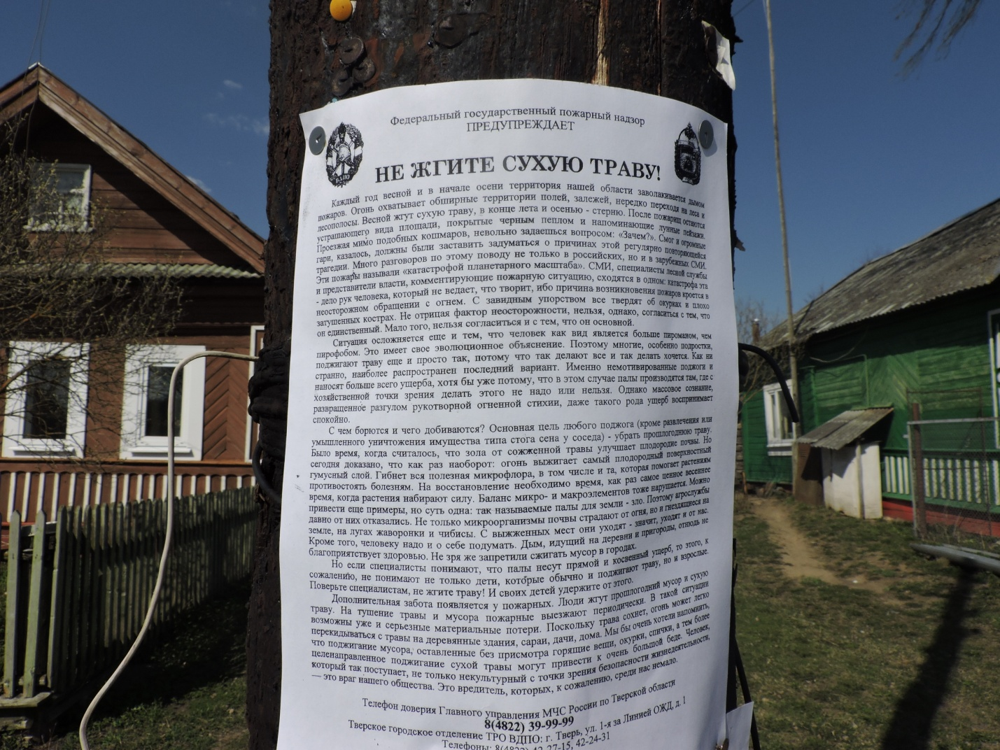 Федеральный государственный пожарный надзор
ПРЕДУПРЕЖДАЕТ
ВДПО
НЕ ЖГИТЕ СУХУЮ ТРАВУ!
Каждый год весной и в начале осени территория нашей области заволакивается дымом
пожаров. Огонь охватывает обширные территории полей, залежей, нередко переходя на леса и
лесополосы. Весной жгут сухую траву, в конце лета и осенью - стерню. После пожарищ остаются
устрашающего вида площади, покрытые черным пеплом и напоминающие лунные пейзажи.
Проезжая мимо подобных кошмаров, невольно задаешься вопросом: «Зачем?». Смог и огромные
гари, казалось, должны были заставить задуматься о причинах этой регулярно повторяющейся
трагедии. Много разговоров по этому поводу не только в российских, но и в зарубежных СМИ.
Эти пожары называли «катастрофой планетарного масштаба». СМИ, специалисты лесной службы
и представители власти, комментирующие пожарную ситуацию, сходятся в одном: катастрофа эта
- дело рук человека, который не ведает, что творит, ибо причина возникновения пожаров кроется в
неосторожном обращении с огнем. С завидным упорством все твердят об окурках и плохо
затушенных кострах. Не отрицая фактор неосторожности, нельзя, однако, согласиться с тем, что
он единственный. Мало того, нельзя согласиться и с тем, что он основной.
Ситуация осложняется еще и тем, что человек как вид является больше пироманом, чем
пирофобом. Это имеет свое эволюционное объяснение. Поэтому многие, особенно подростки,
поджигают траву еще и просто так, потому что так делают все и так делать хочется. Как ни
странно, наиболее распространен последний вариант. Именно немотивированные поджоги и
наносят больше всего ущерба, хотя бы уже потому, что в этом случае палы производятся там, где с
хозяйственной точки зрения делать этого не надо или нельзя. Однако массовое сознание,
развращенное разгулом рукотворной огненной стихии, даже такого рода ущерб воспринимает
спокойно.
С чем борются и чего добиваются? Основная цель любого поджога (кроме развлечения или
умышленного уничтожения имущества типа стога сена у соседа) - убрать прошлогоднюю траву.
Было время, когда считалось, что зола от сожженной травы улучшает плодородие почвы. Но
сегодня доказано, что как раз наоборот: огонь выжигает самый плодородный поверхностный
гумусный слой. Гибнет вся полезная микрофлора, в том числе и та, которая помогает растениям
противостоять болезням. На восстановление необходимо время, как раз самое ценное весеннее
время, когда растения набирают силу. Баланс микро- и макроэлементов тоже нарушается. Можно
привести еще примеры, но суть одна: так называемые палы для земли - зло. Поэтому агрослужбы
давно от них отказались. Не только микроорганизмы почвы страдают от огня, но и гнездящиеся на
земле, на лугах жаворонки и чибисы. С выжженных мест они уходят - значит, уходят и от нас.
Кроме того, человеку надо и о себе подумать. Дым, идущий на деревни и пригороды, отнюдь не
благоприятствует здоровью. Не зря же запретили сжигать мусор в городах.
Но если специалисты понимают, что палы несут прямой и косвенный ущерб, то этого, к
сожалению, не понимают не только дети, которые обычно и поджигают траву, но и взрослые.
Поверьте специалистам, не жгите траву! И своих детей удержите от этого.
Дополнительная забота появляется у пожарных. Люди жгут прошлогодний мусор и сухую
траву. На тушение травы и мусора пожарные выезжают периодически. В такой ситуации
возможны уже и серьезные материальные потери. Поскольку трава сохнет, огонь может легко
перекидываться с травы на деревянные здания, сараи, дачи, дома. Мы бы очень хотели напомнить,
что поджигание мусора, оставленные без присмотра горящие вещи, окурки, спички, а тем более
целенаправленное поджигание сухой травы могут привести к очень большой беде. Человек,
который так поступает, не только некультурный с точки зрения безопасности жизнедеятельности,
— это враг нашего общества. Это вредитель, которых, к сожалению, среди нас немало.
Телефон доверия Главного управления МЧС России по Тверской области
8(4822) 39-99-99
Тверское городское отделение ТРО ВДПО: г. Тверь, ул. 1-я за Линией ОЖД, д. 1
Телефоны: 8(4822) 42-27-15, 42-24-31